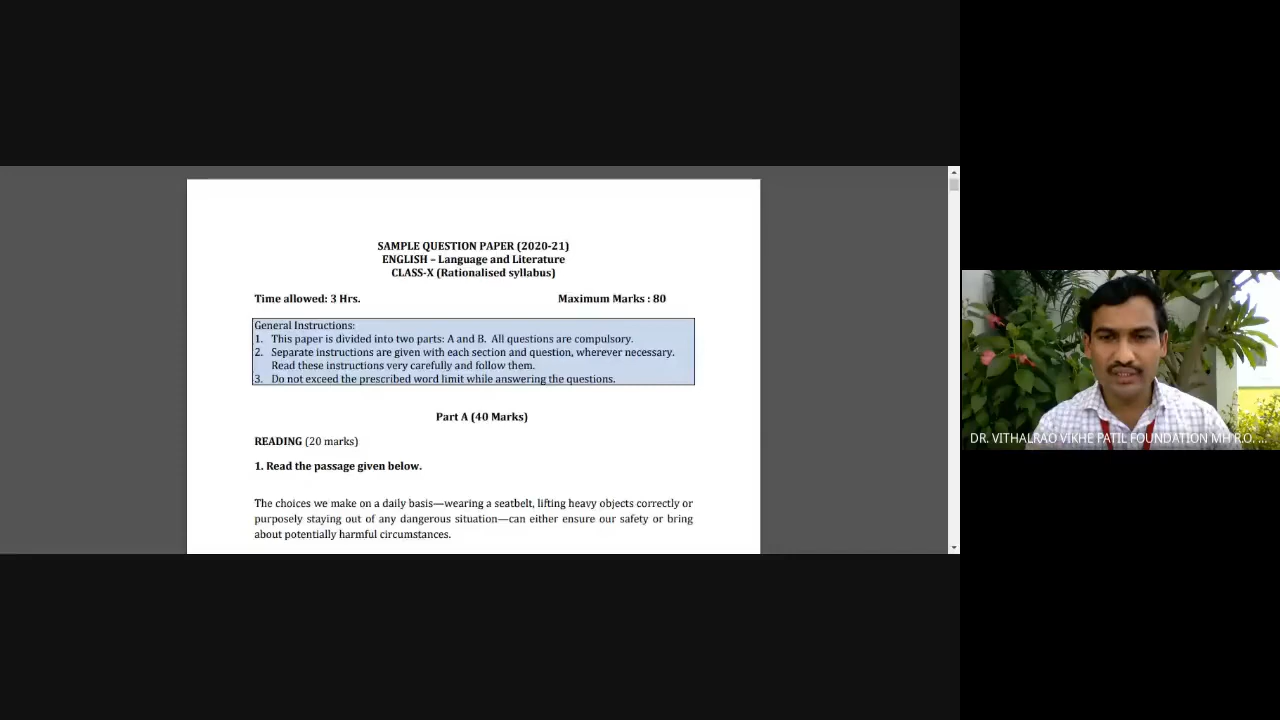 SAMPLE QUESTION PAPER (2020-21)
ENGLISH – Language and Literature
CLASS-X (Rationalised syllabus)
Time allowed: 3 Hrs. Maximum Marks : 80
General Instructions:
1. This paper is divided into two parts: A and B. All questions are compulsory.
2. Separate instructions are given with each section and question, wherever necessary.
Read these instructions very carefully and follow them.
3. Do not exceed the prescribed word limit while answering the questions.
Part A (40 Marks)
READING (20 marks)
1. Read the passage given below.
The choices we make on a daily basis—wearing a seatbelt, lifting heavy objects correctly or
purposely staying out of any dangerous situation—can either ensure our safety or bring
about potentially harmful circumstances.
DR. VITHALRAO VIKHE PATIL FOUNDATION MH R.O. ...